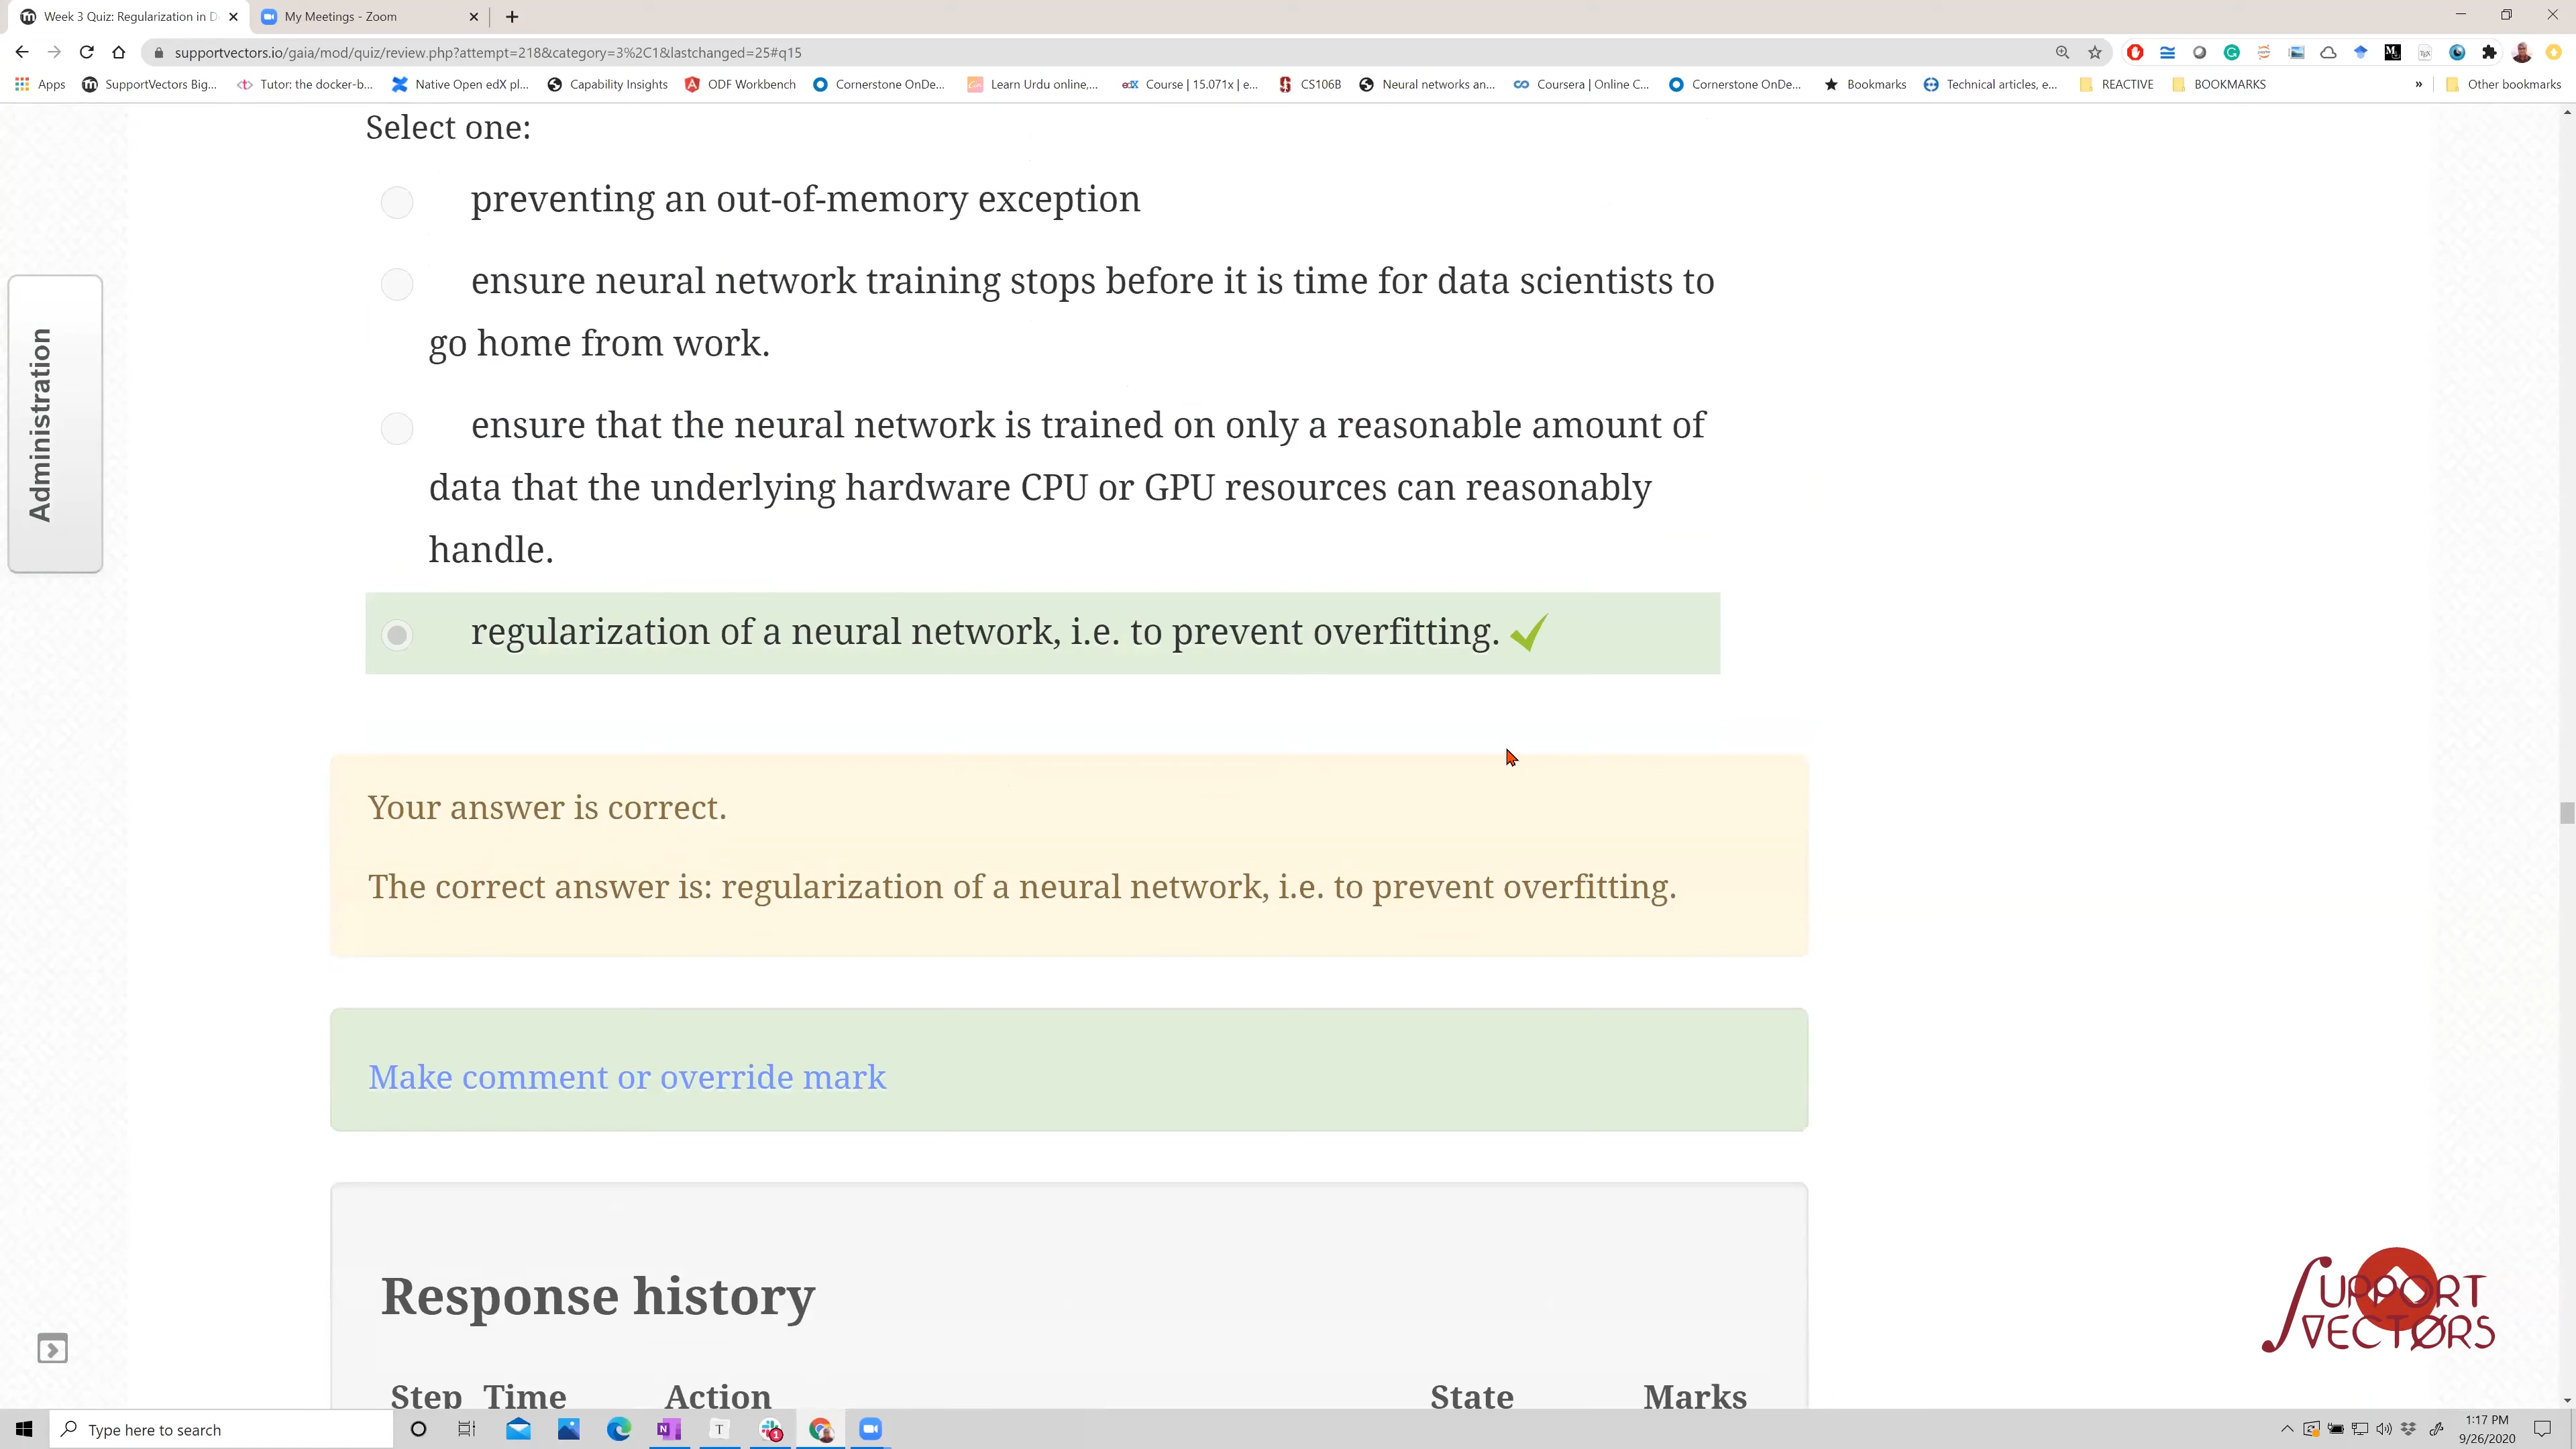 Week 3 Quiz: Regularization in D
My Meetings - Zoom
supportvectors.io/gaia/mod/quiz/review.php?attempt=218&category=3%2C1&lastchanged=25#q15
Apps
SupportVectors Big...
Tutor: the docker-b...
Native Open edX pl...
Capability Insights
ODF Workbench
Cornerstone OnDe...
Learn Urdu online,...
edX Course | 15.071x | e...
CS106B
Neural networks an...
Coursera | Online C...
Cornerstone OnDe...
Bookmarks
Technical articles, e...
REACTIVE
BOOKMARKS
»
Other bookmarks
Select one:
preventing an out-of-memory exception
ensure neural network training stops before it is time for data scientists to
go home from work.
ensure that the neural network is trained on only a reasonable amount of
data that the underlying hardware CPU or GPU resources can reasonably
handle.
regularization of a neural network, i.e. to prevent overfitting.
Administration
Your answer is correct.
The correct answer is: regularization of a neural network, i.e. to prevent overfitting.
Make comment or override mark
Response history
Step Time Action State Marks
SUPPORT
VECTORS
Type here to search
1:17 PM
9/26/2020